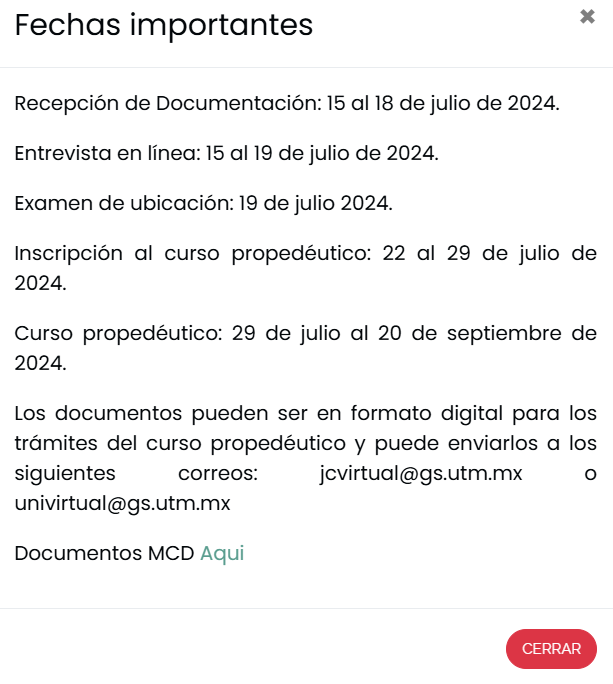 Fechas importantes
Recepción de Documentación: 15 al 18 de julio de 2024.
Entrevista en línea: 15 al 19 de julio de 2024.
Examen de ubicación: 19 de julio 2024.
Inscripción al curso propedéutico: 22 al 29 de julio de
2024.
Curso propedéutico: 29 de julio al 20 de septiembre de
2024.
Los documentos pueden ser en formato digital para los
trámites del curso propedéutico y puede enviarlos a los
siguientes correos: jcvirtual@gs.utm.mx o
univirtual@gs.utm.mx
Documentos MCD Aqui
CERRAR